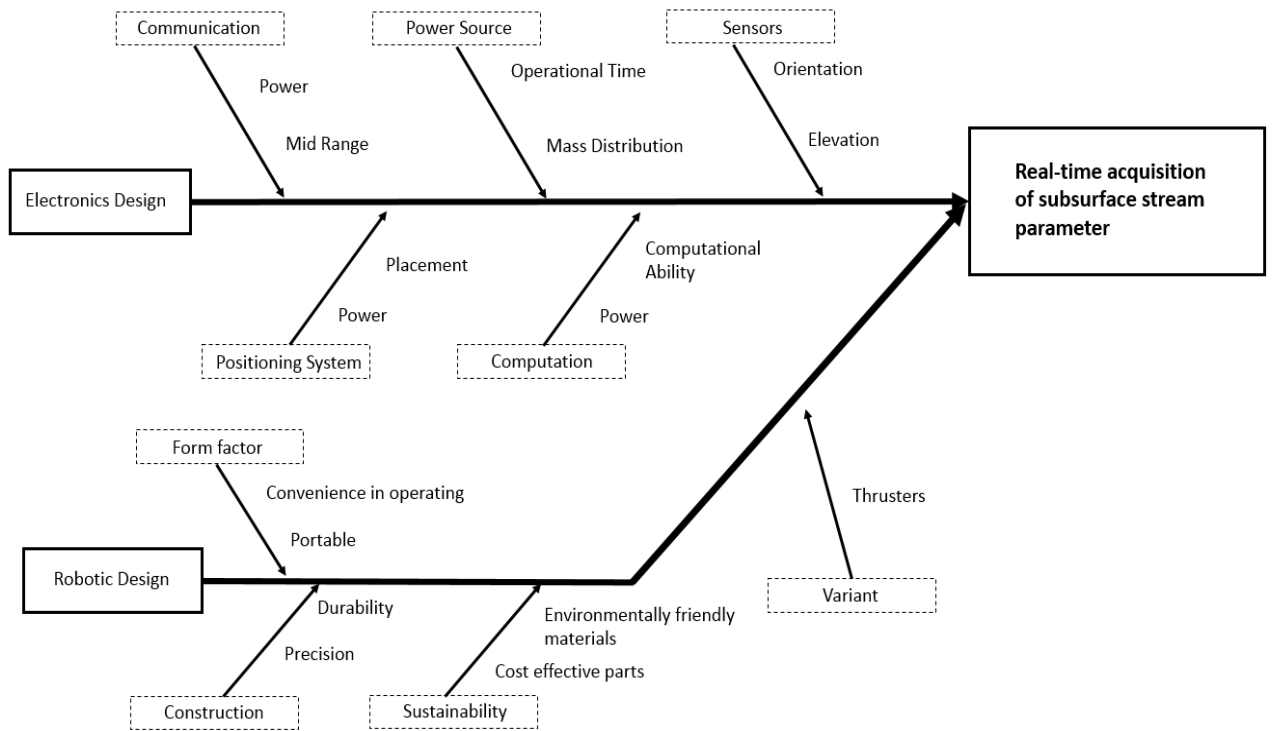 Communication
Power Source
Sensors
Power
Operational Time
Orientation
Mid Range
Mass Distribution
Elevation
Electronics Design
Real-time acquisition
of subsurface stream
parameter
Placement
Computational
Ability
Power
Power
Positioning System
Computation
Form factor
Convenience in operating
Thrusters
Portable
Robotic Design
Variant
Durability
Environmentally friendly
materials
Precision
Cost effective parts
Construction
Sustainability